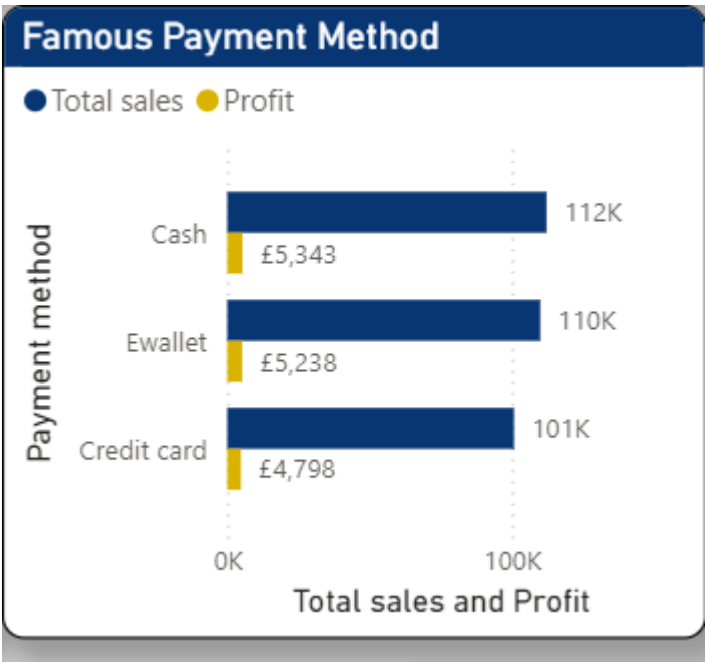 Famous Payment Method
Total sales Profit
Payment method
Cash
112K
£5,343
Ewallet
110K
£5,238
Credit card
101K
£4,798
0K 100K
Total sales and Profit